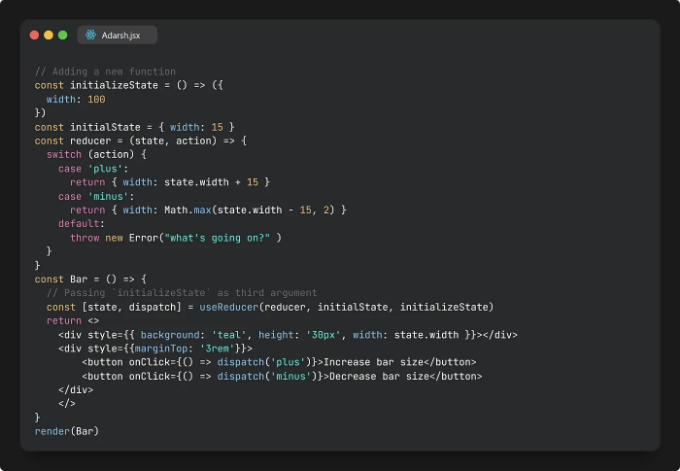 Adarsh.jsx
// Adding a new function
const initializeState = () => ({
  width: 100
})
const initialState = { width: 15 }
const reducer = (state, action) => {
  switch (action) {
    case 'plus':
      return { width: state.width + 15 }
    case 'minus':
      return { width: Math.max(state.width - 15, 2) }
    default:
      throw new Error("what's going on?" )
  }
}
const Bar = () => {
  // Passing `initializeState` as third argument
  const [state, dispatch] = useReducer(reducer, initialState, initializeState)
  return <>
    <div style={{ background: 'teal', height: '30px', width: state.width }}></div>
    <div style={{marginTop: '3rem'}}>
        <button onClick={() => dispatch('plus')}>Increase bar size</button>
        <button onClick={() => dispatch('minus')}>Decrease bar size</button>
    </div>
    </>
}
render(Bar)